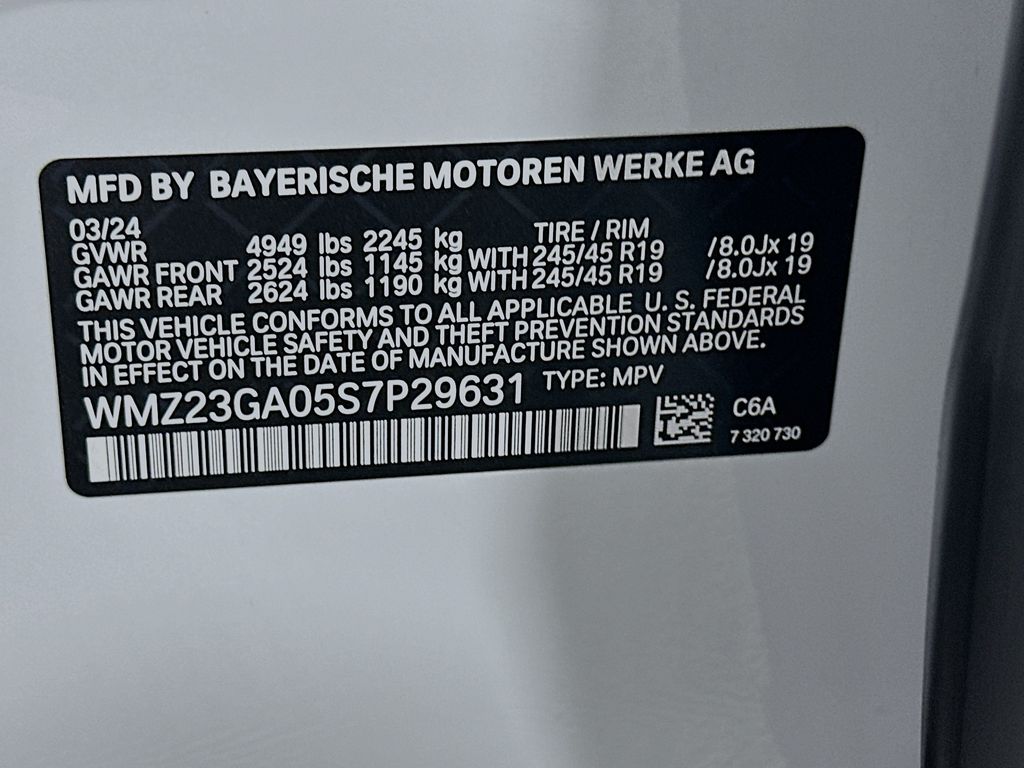 MFD BY BAYERISCHE MOTOREN WERKE AG
03/24 TIRE / RIM
GVWR 4949 lbs 2245 kg
GAWR FRONT 2524 lbs 1145 kg WITH 245/45 R19 /8.0Jx 19
GAWR REAR 2624 lbs 1190 kg WITH 245/45 R19 /8.0Jx 19
THIS VEHICLE CONFORMS TO ALL APPLICABLE U. S. FEDERAL
MOTOR VEHICLE SAFETY AND THEFT PREVENTION STANDARDS
IN EFFECT ON THE DATE OF MANUFACTURE SHOWN ABOVE.
WMZ23GA05S7P29631 TYPE: MPV
C6A
7 320 730